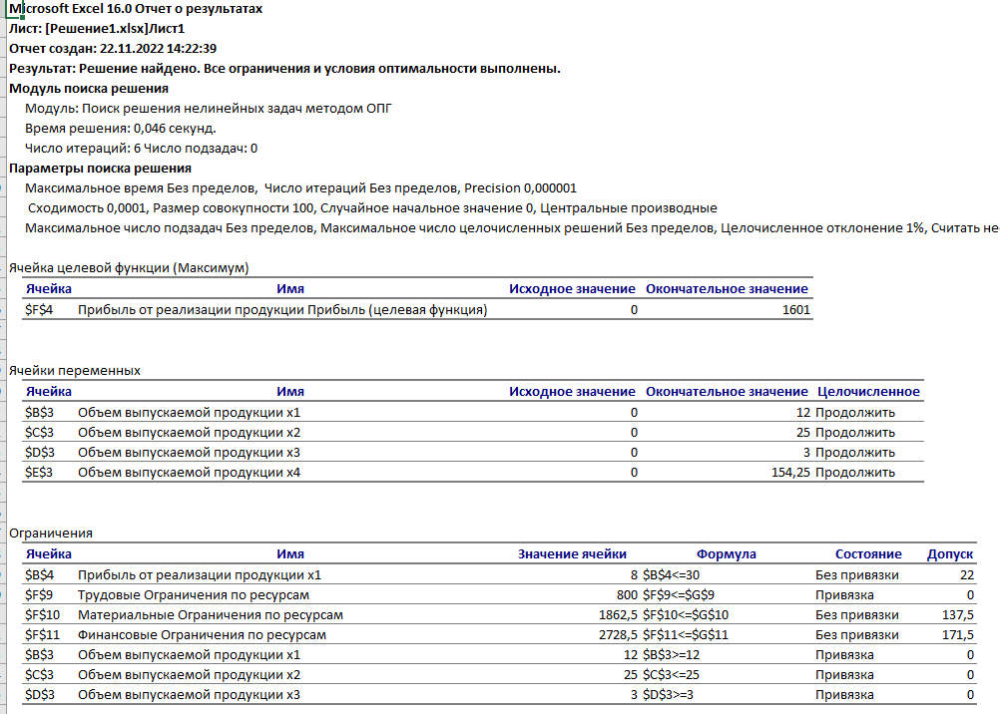 Microsoft Excel 16.0 Отчет о результатах
Лист: [Решение1.xlsx]Лист1
Отчет создан: 22.11.2022 14:22:39
Результат: Решение найдено. Все ограничения и условия оптимальности выполнены.
Модуль поиска решения
Модуль: Поиск решения нелинейных задач методом ОПГ
Время решения: 0,046 секунд.
Число итераций: 6 Число подзадач: 0
Параметры поиска решения
Максимальное время Без пределов, Число итераций Без пределов, Precision 0,000001
Сходимость 0,0001, Размер совокупности 100, Случайное начальное значение 0, Центральные производные
Максимальное число подзадач Без пределов, Максимальное число целочисленных решений Без пределов, Целочисленное отклонение 1%, Считать не
Ячейка целевой функции (Максимум)
Ячейка Имя Исходное значение Окончательное значение
$F$4 Прибыль от реализации продукции Прибыль (целевая функция) 0 1601
Ячейки переменных
Ячейка Имя Исходное значение Окончательное значение Целочисленное
$B$3 Объем выпускаемой продукции x1 0 12 Продолжить
$C$3 Объем выпускаемой продукции x2 0 25 Продолжить
$D$3 Объем выпускаемой продукции x3 0 3 Продолжить
$E$3 Объем выпускаемой продукции x4 0 154,25 Продолжить
Ограничения
Ячейка Имя Значение ячейки Формула Состояние Допуск
$B$4 Прибыль от реализации продукции x1 8 $B$4<=30 Без привязки 22
$F$9 Трудовые Ограничения по ресурсам 800 $F$9<=$G$9 Привязка 0
$F$10 Материальные Ограничения по ресурсам 1862,5 $F$10<=$G$10 Без привязки 137,5
$F$11 Финансовые Ограничения по ресурсам 2728,5 $F$11<=$G$11 Без привязки 171,5
$B$3 Объем выпускаемой продукции x1 12 $B$3>=12 Привязка 0
$C$3 Объем выпускаемой продукции x2 25 $C$3<=25 Привязка 0
$D$3 Объем выпускаемой продукции x3 3 $D$3>=3 Привязка 0